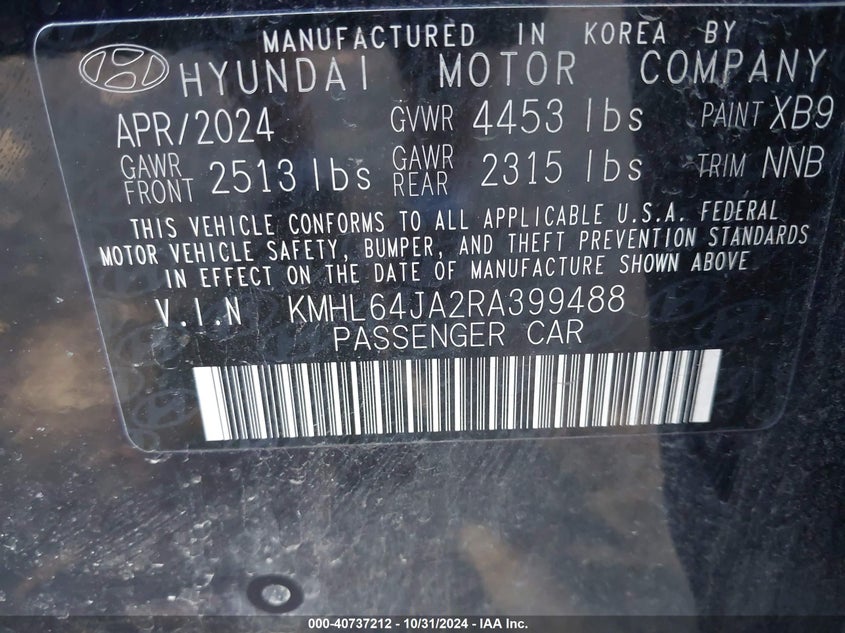 MANUFACTURED IN KOREA BY
HYUNDAI MOTOR COMPANY
APR/2024 GVWR 4453 lbs PAINT XB9
GAWR FRONT 2513 lbs GAWR REAR 2315 lbs TRIM NNB
THIS VEHICLE CONFORMS TO ALL APPLICABLE U.S.A. FEDERAL
MOTOR VEHICLE SAFETY, BUMPER, AND THEFT PREVENTION STANDARDS
IN EFFECT ON THE DATE OF MANUFACTURE SHOWN ABOVE
V.I.N KMHL64JA2RA399488
PASSENGER CAR
000-40737212 - 10/31/2024 - IAA Inc.